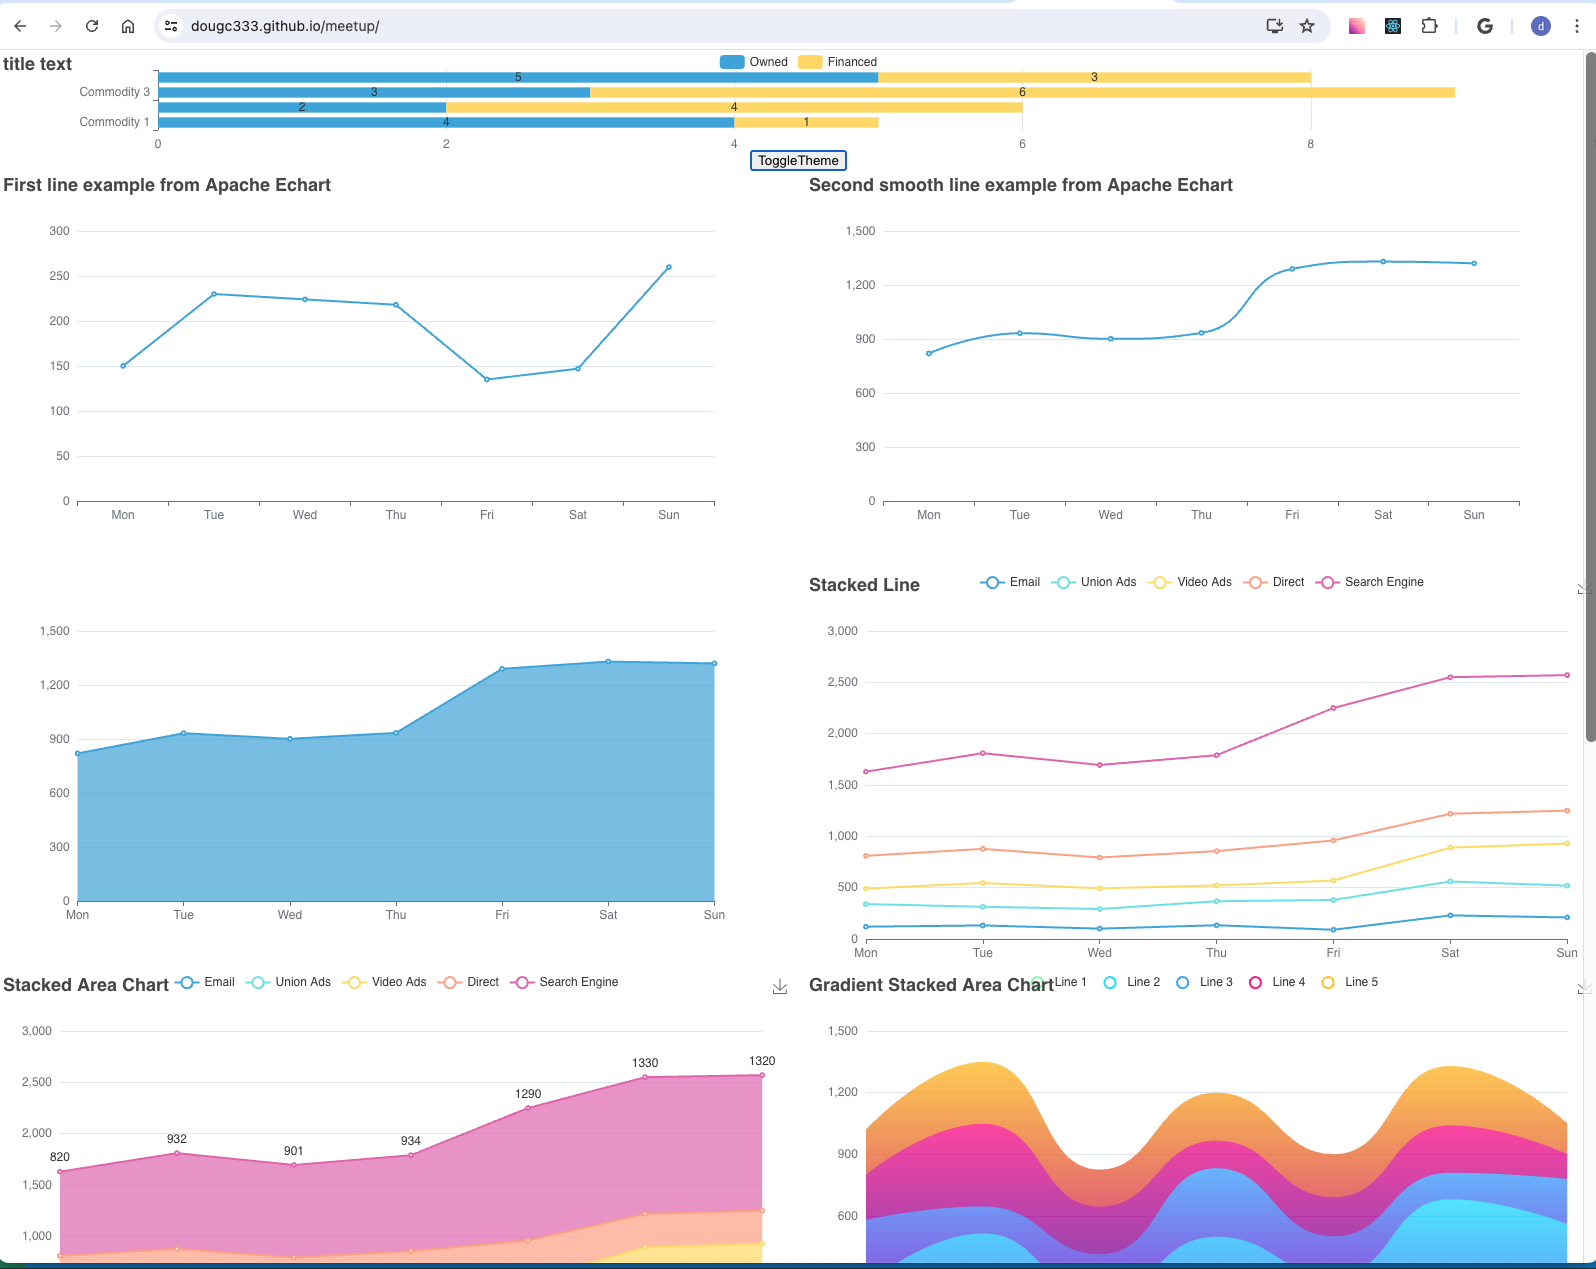 dougc333.github.io/meetup/
d
title text
Owned Financed
5 3
Commodity 3 3 6
2 4
Commodity 1 4 1
0 2 4 6 8
ToggleTheme
First line example from Apache Echart
300
250
200
150
100
50
0
Mon Tue Wed Thu Fri Sat Sun
Second smooth line example from Apache Echart
1,500
1,200
900
600
300
0
Mon Tue Wed Thu Fri Sat Sun
1,500
1,200
900
600
300
0
Mon Tue Wed Thu Fri Sat Sun
Stacked Line
Email Union Ads Video Ads Direct Search Engine
3,000
2,500
2,000
1,500
1,000
500
0
Mon Tue Wed Thu Fri Sat Sun
Stacked Area Chart
Email Union Ads Video Ads Direct Search Engine
3,000
2,500
2,000
1,500
1,000
820 932 901 934 1290 1330 1320
Gradient Stacked Area Chart
Line 1 Line 2 Line 3 Line 4 Line 5
1,500
1,200
900
600